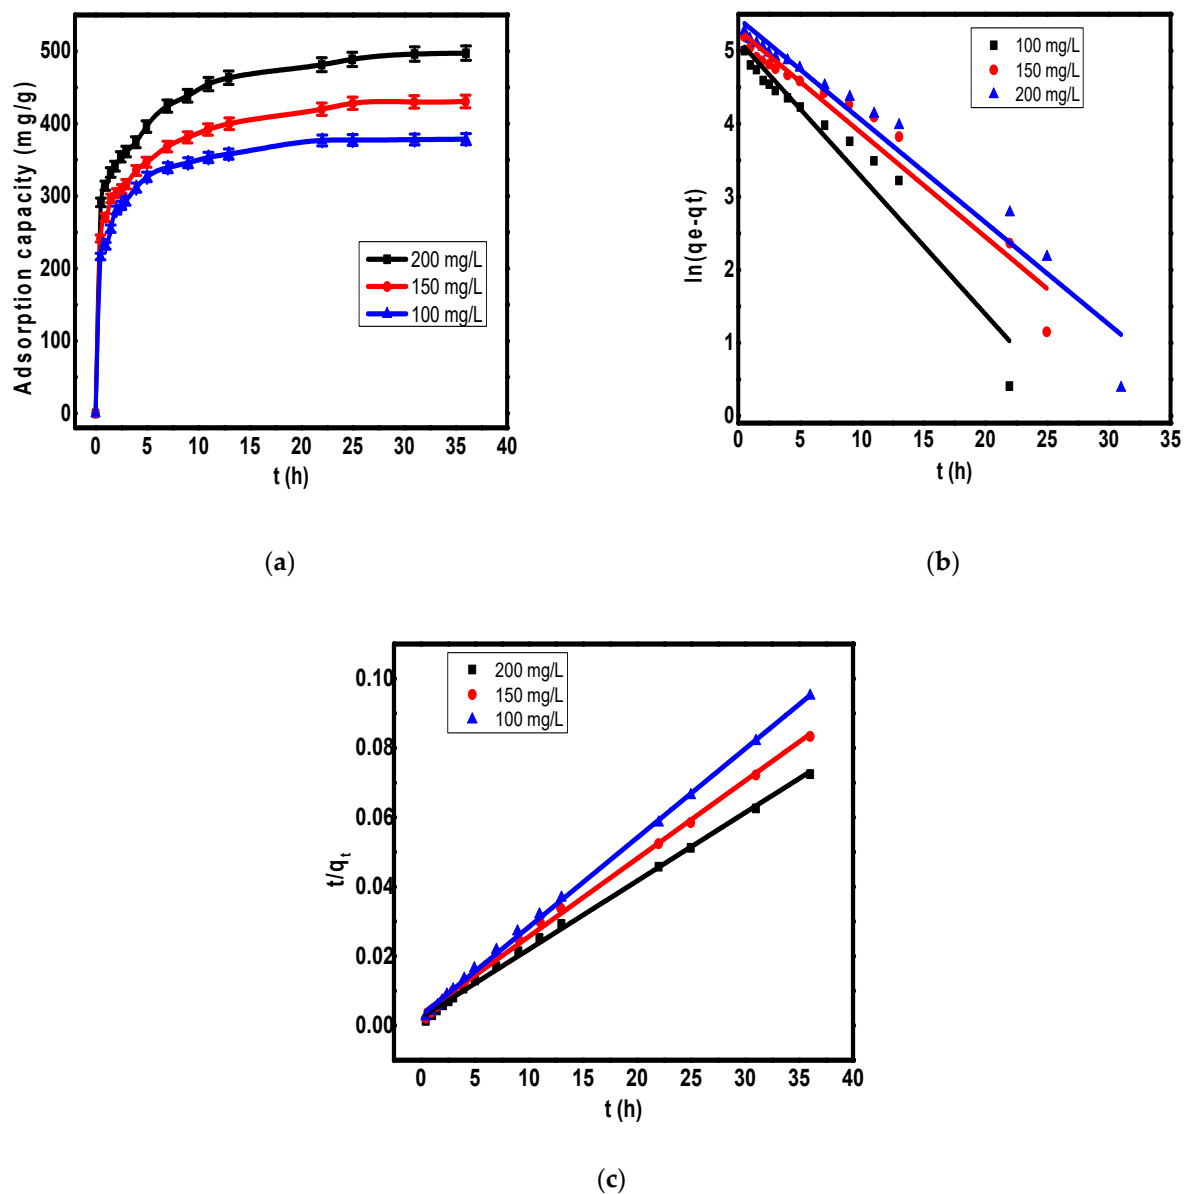 500
400
300
200
100
0
Adsorption capacity (mg/g)
200 mg/L
150 mg/L
100 mg/L
0 5 10 15 20 25 30 35 40
t (h)
(a)
5
4
3
2
1
0
ln(qe-qt)
100 mg/L
150 mg/L
200 mg/L
0 5 10 15 20 25 30 35
t (h)
(b)
0.10
0.08
0.06
0.04
0.02
0.00
t/qt
200 mg/L
150 mg/L
100 mg/L
0 5 10 15 20 25 30 35 40
t (h)
(c)